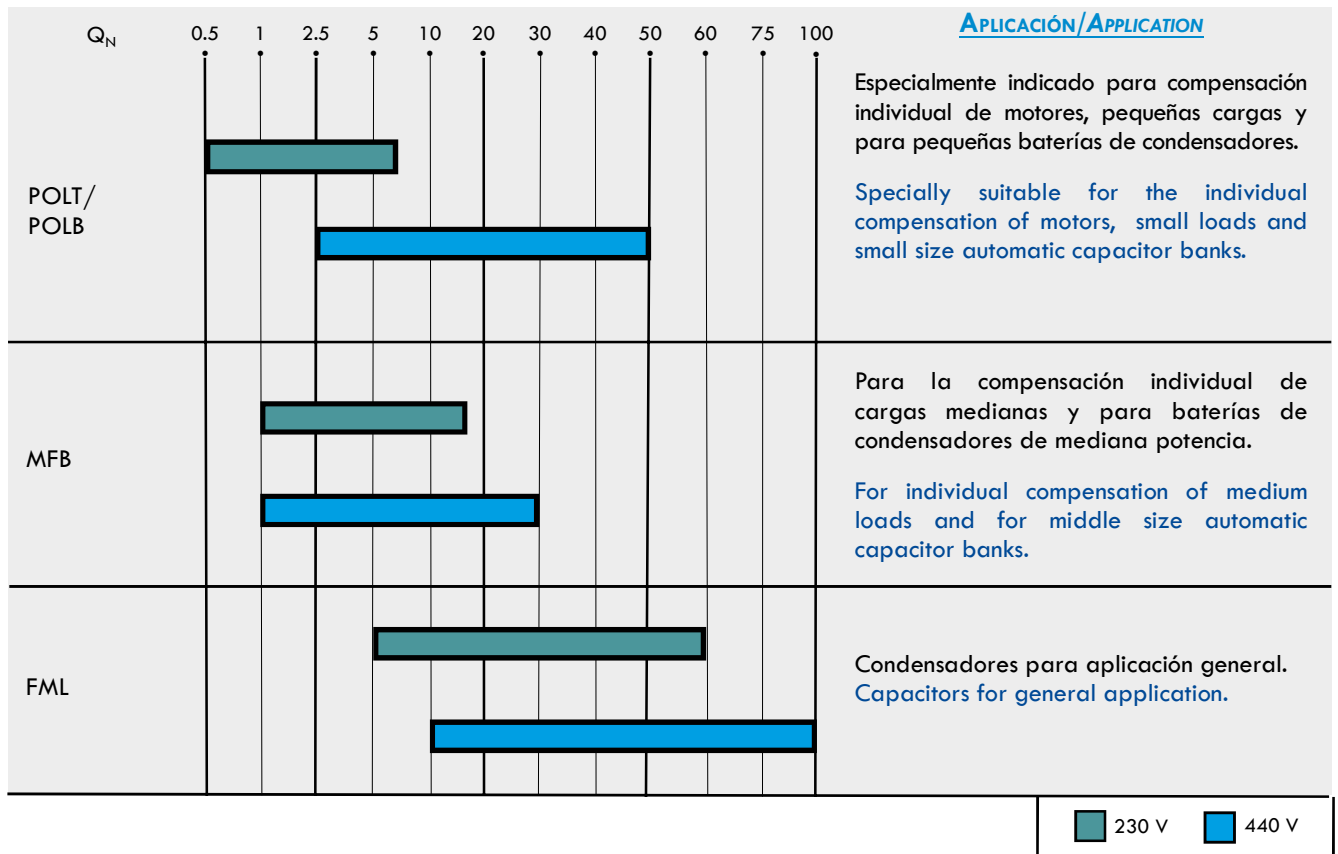 Q_N 0.5 1 2.5 5 10 20 30 40 50 60 75 100
APLICACIÓN/APPLICATION
POLT/
POLB
Especialmente indicado para compensación
individual de motores, pequeñas cargas y
para pequeñas baterías de condensadores.
Specially suitable for the individual
compensation of motors, small loads and
small size automatic capacitor banks.
MFB
Para la compensación individual de
cargas medianas y para baterías de
condensadores de mediana potencia.
For individual compensation of medium
loads and for middle size automatic
capacitor banks.
FML
Condensadores para aplicación general.
Capacitors for general application.
230 V 440 V